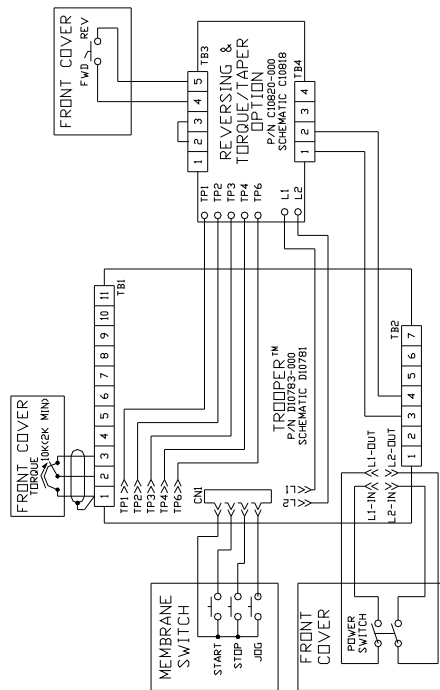 FRONT COVER
FWD
REV
TB3
1 2 3 4 5
REVERSING &
TORQUE/TAPER
OPTION
P/N C10820-000
SCHEMATIC C10818
TB4
1 2 3 4
TP1
TP2
TP3
TP4
TP6
L1
L2
FRONT COVER
TORQUE
10K(2K MIN)
TB1
1 2 3 4 5 6 7 8 9 10 11
TP1
TP2
TP3
TP4
TP6
CN1
TROOPER™
P/N D10783-000
SCHEMATIC D10781
L1
L2
TB2
1 2 3 4 5 6 7
L1-IN
L1-OUT
L2-IN
L2-OUT
MEMBRANE
SWITCH
START
STOP
JOG
FRONT
COVER
POWER
SWITCH